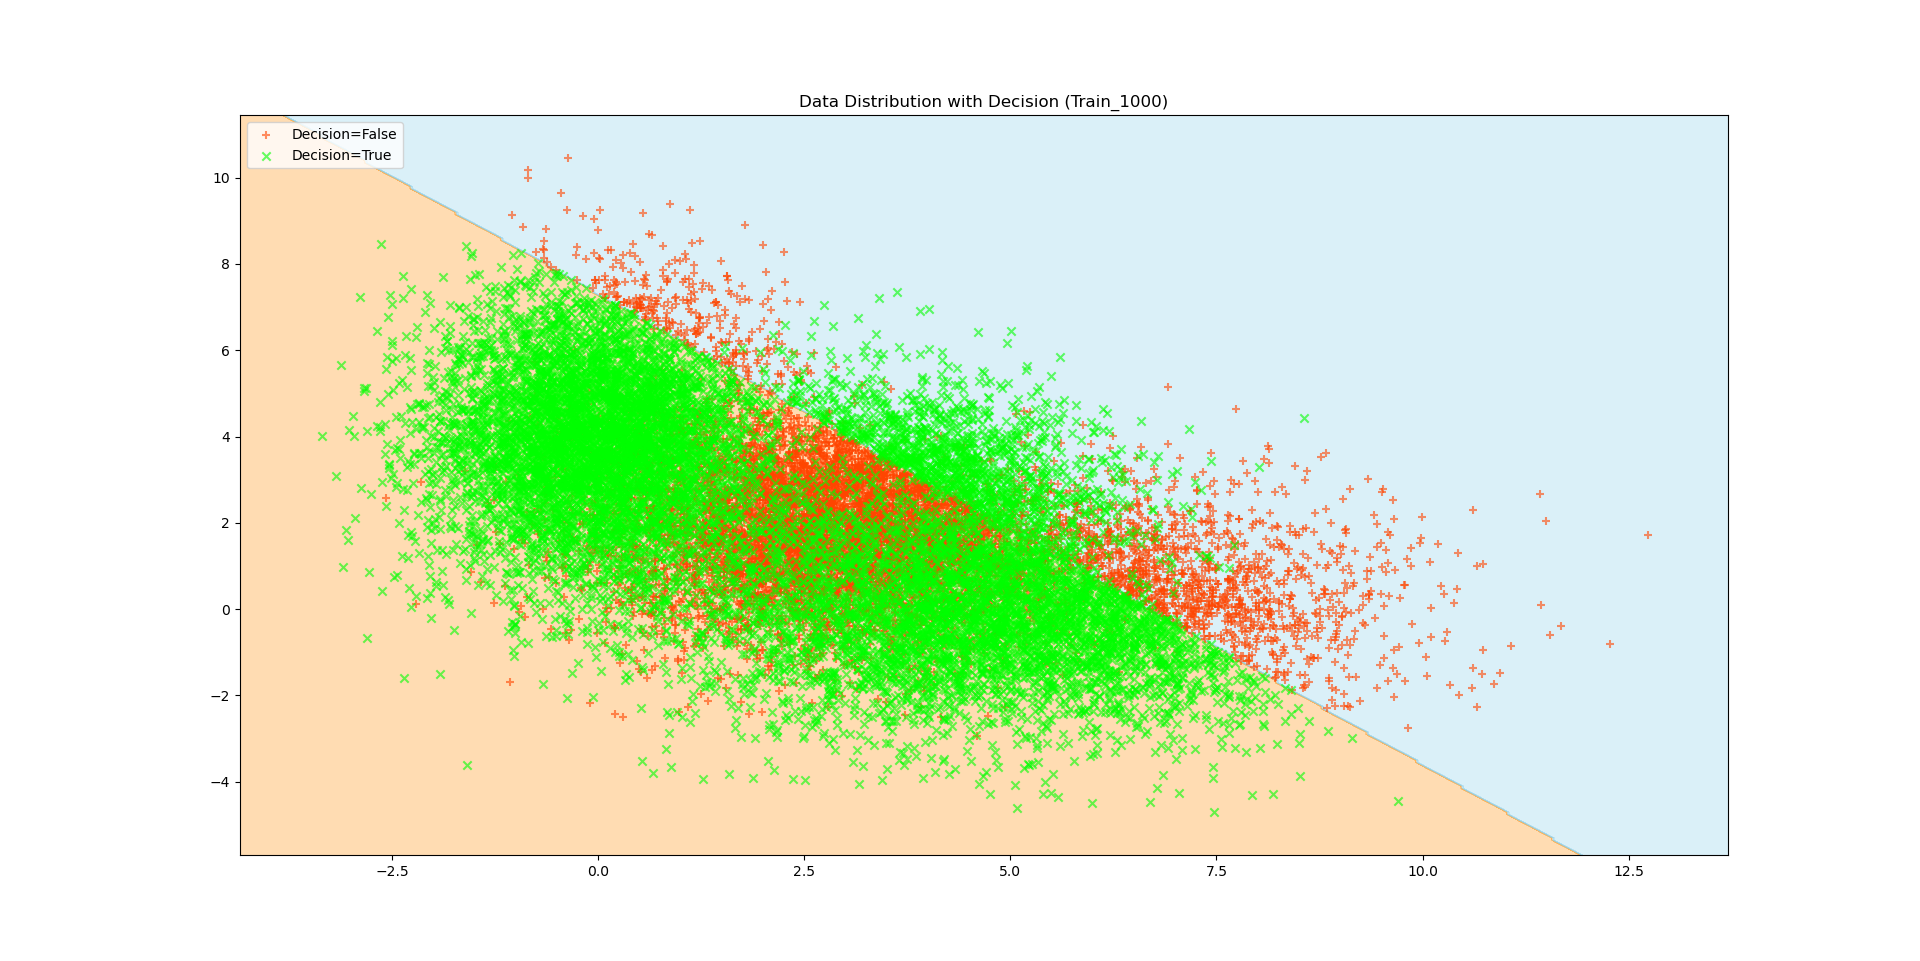 Data Distribution with Decision (Train_1000)
Decision=False
Decision=True
10
8
6
4
2
0
−2
−4
−2.5 0.0 2.5 5.0 7.5 10.0 12.5